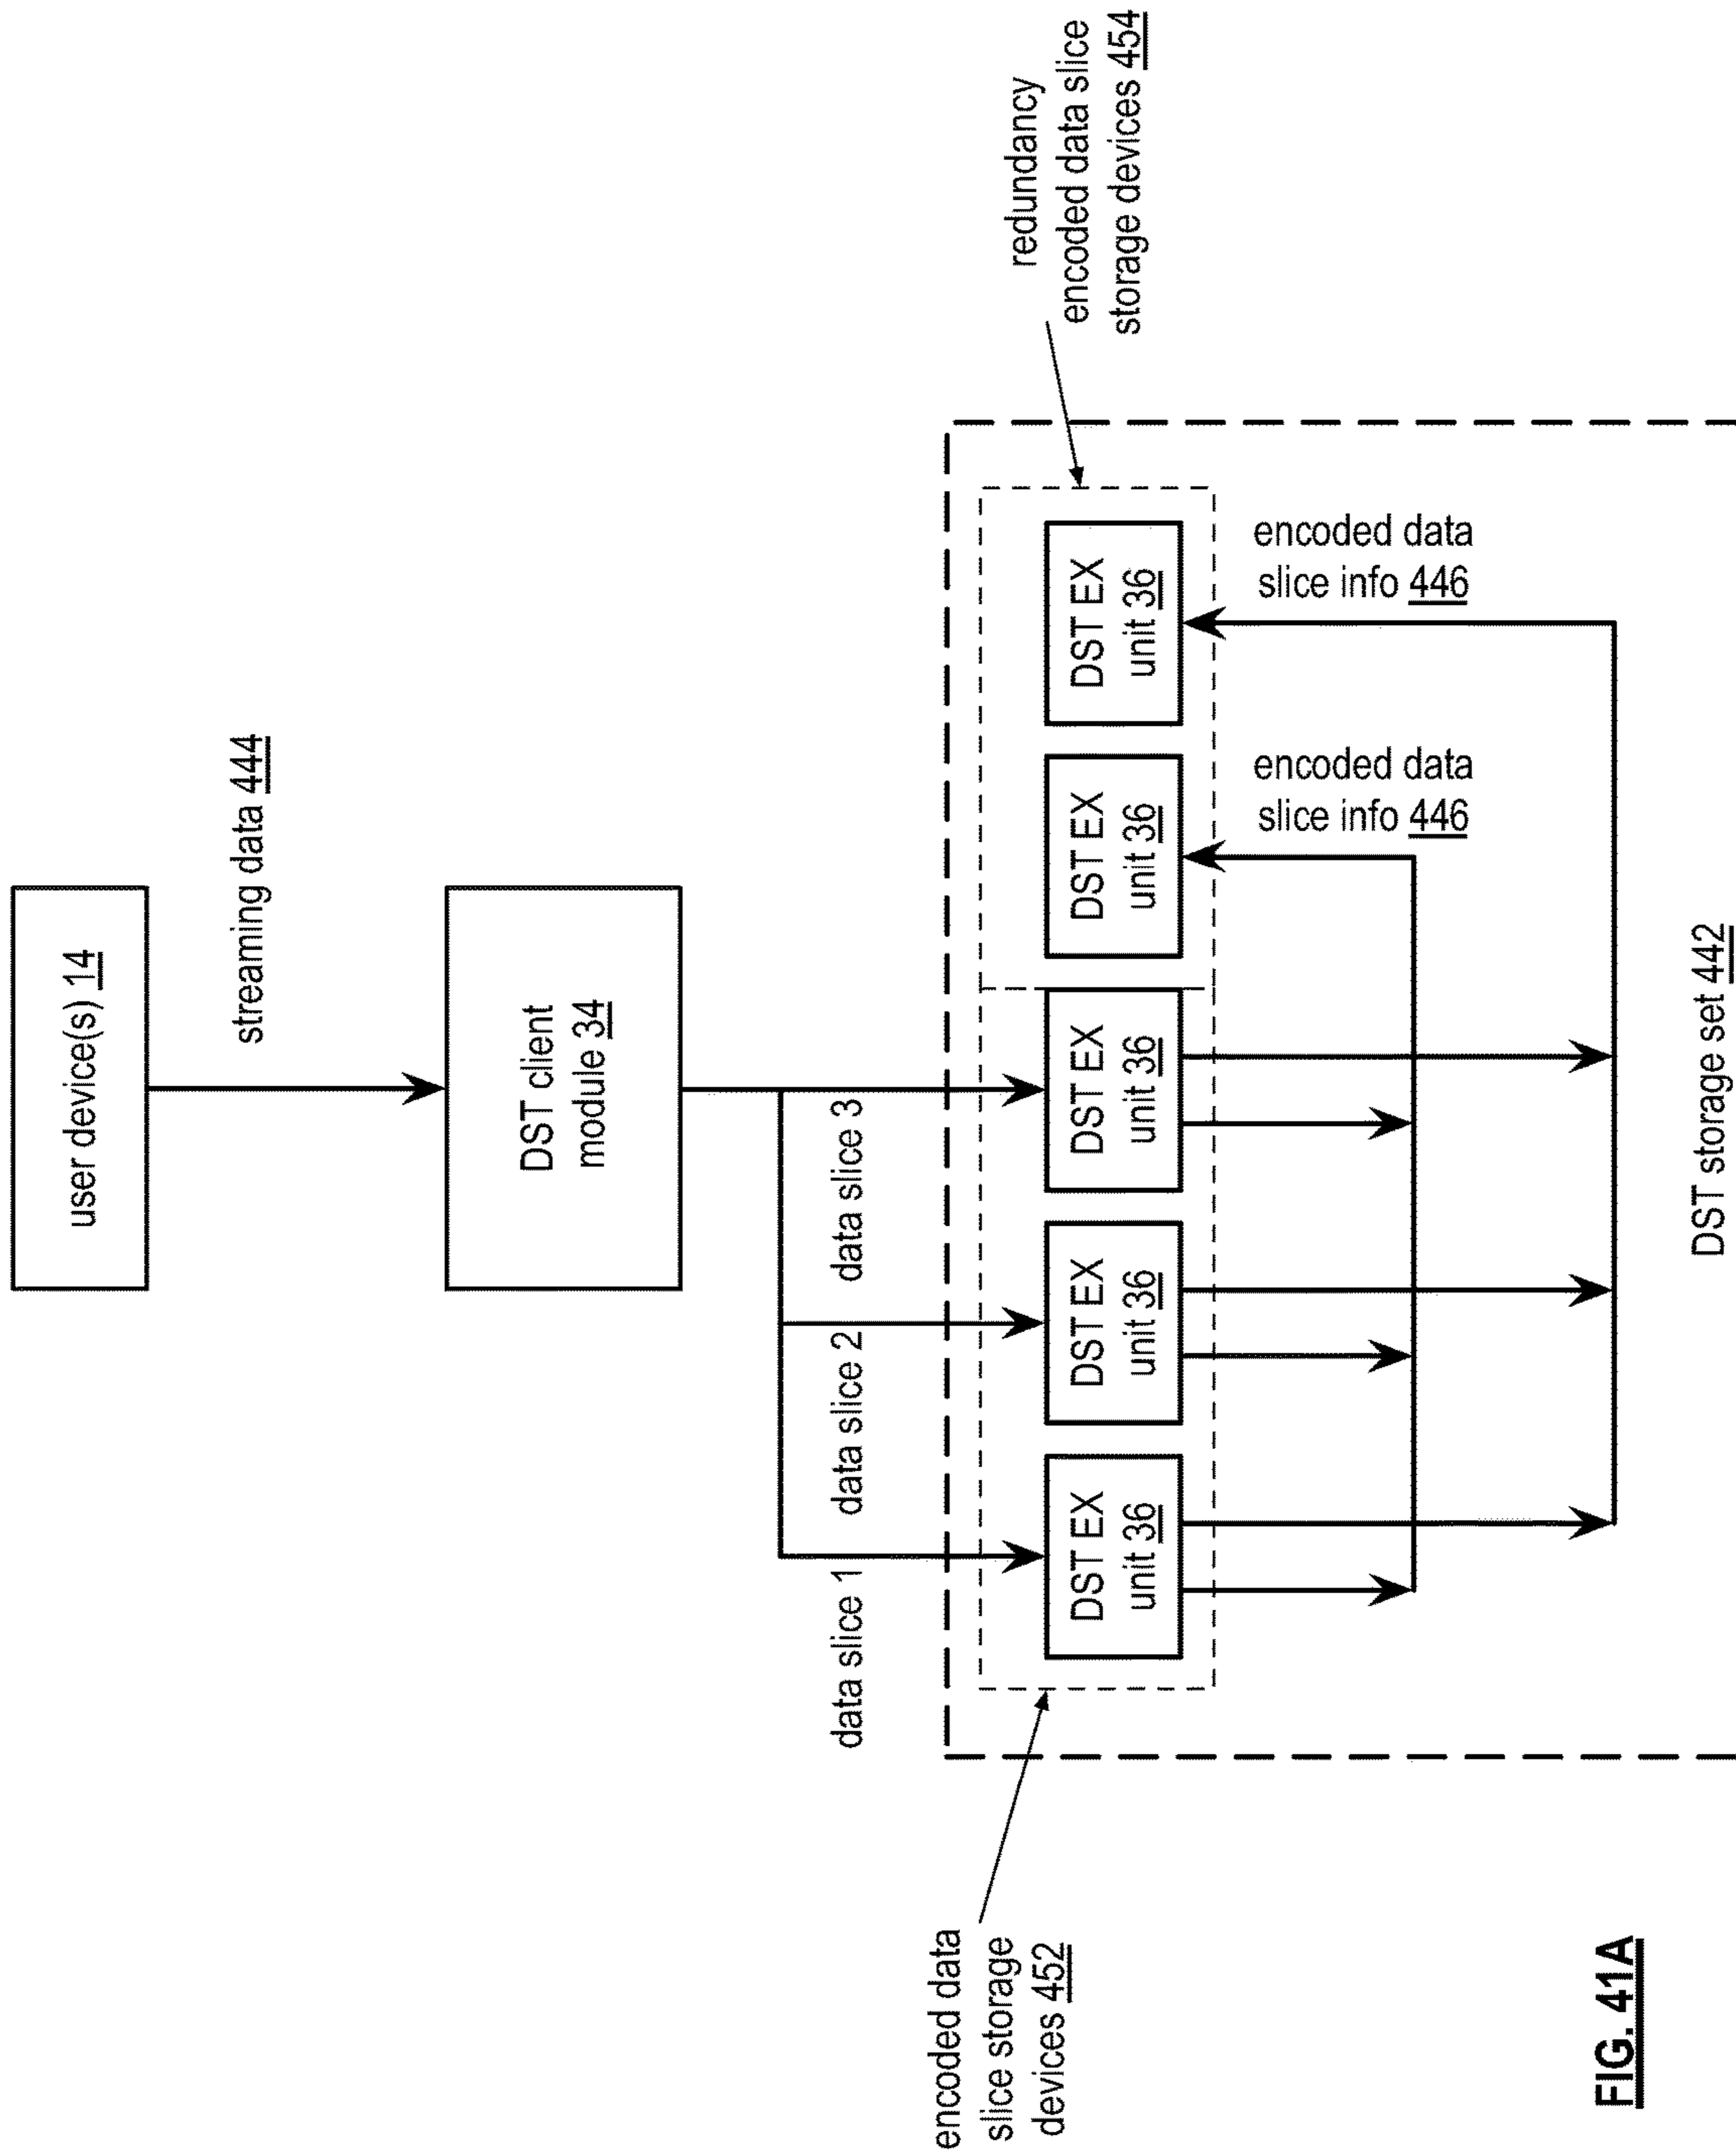 user device(s) 14
streaming data 444
DST client
module 34
data slice 1
data slice 2
data slice 3
encoded data
slice storage
devices 452
redundancy
encoded data slice
storage devices 454
DST EX
unit 36
DST EX
unit 36
DST EX
unit 36
DST EX
unit 36
DST EX
unit 36
encoded data
slice info 446
encoded data
slice info 446
DST storage set 442
FIG. 41A